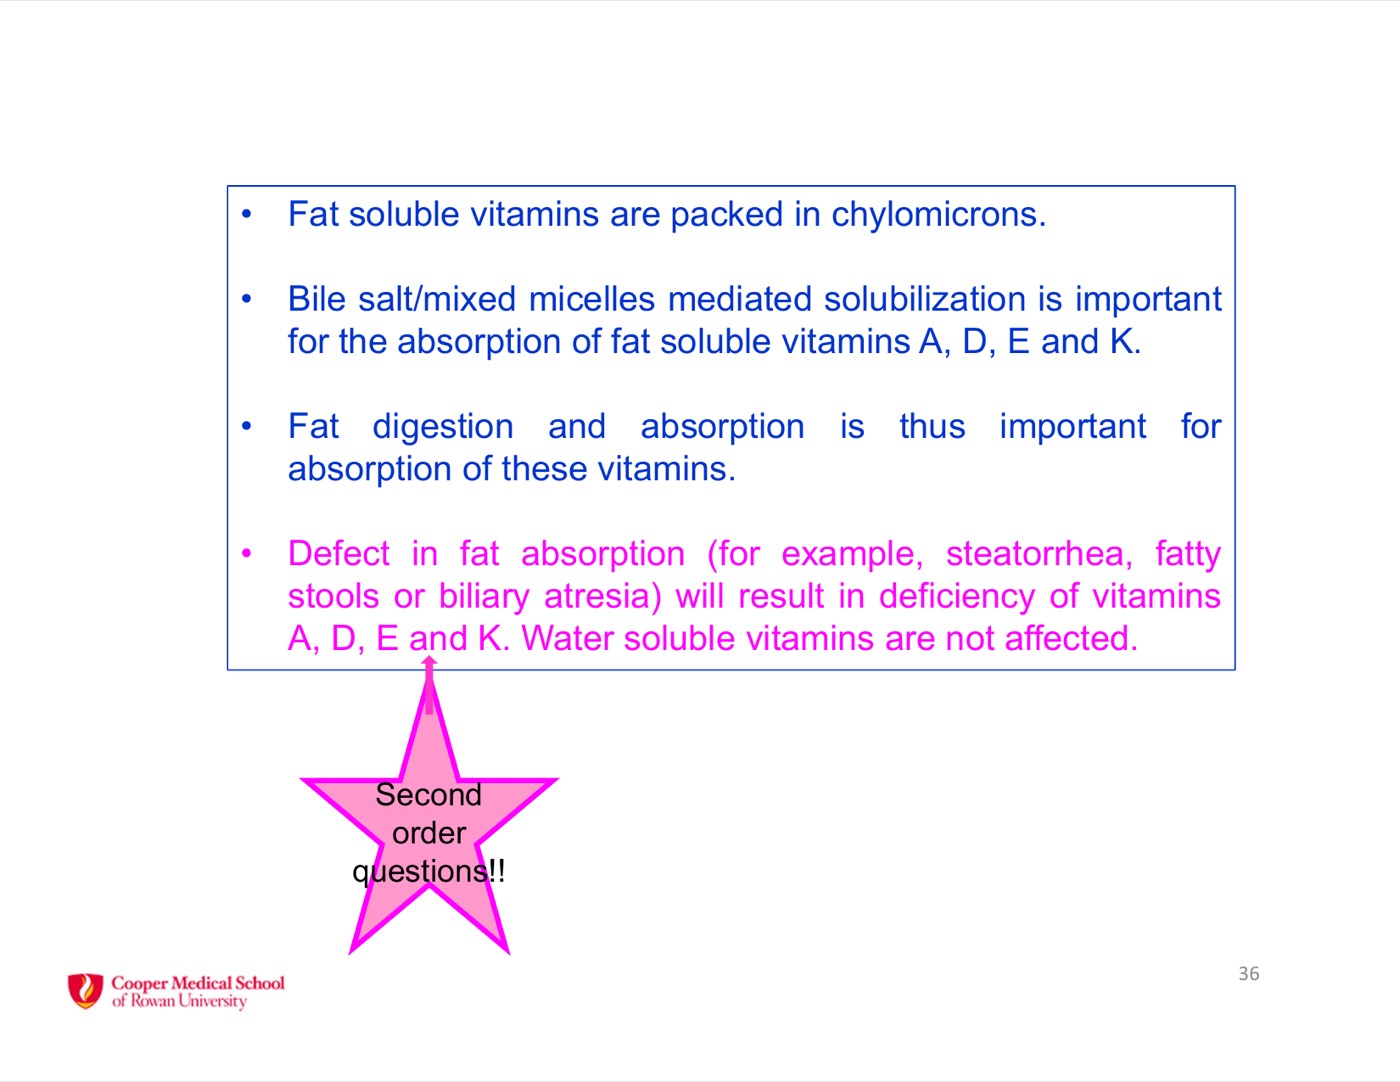 • Fat soluble vitamins are packed in chylomicrons.
• Bile salt/mixed micelles mediated solubilization is important
for the absorption of fat soluble vitamins A, D, E and K.
• Fat digestion and absorption is thus important for
absorption of these vitamins.
• Defect in fat absorption (for example, steatorrhea, fatty
stools or biliary atresia) will result in deficiency of vitamins
A, D, E and K. Water soluble vitamins are not affected.
Second
order
questions!!
Cooper Medical School
of Rowan University
36